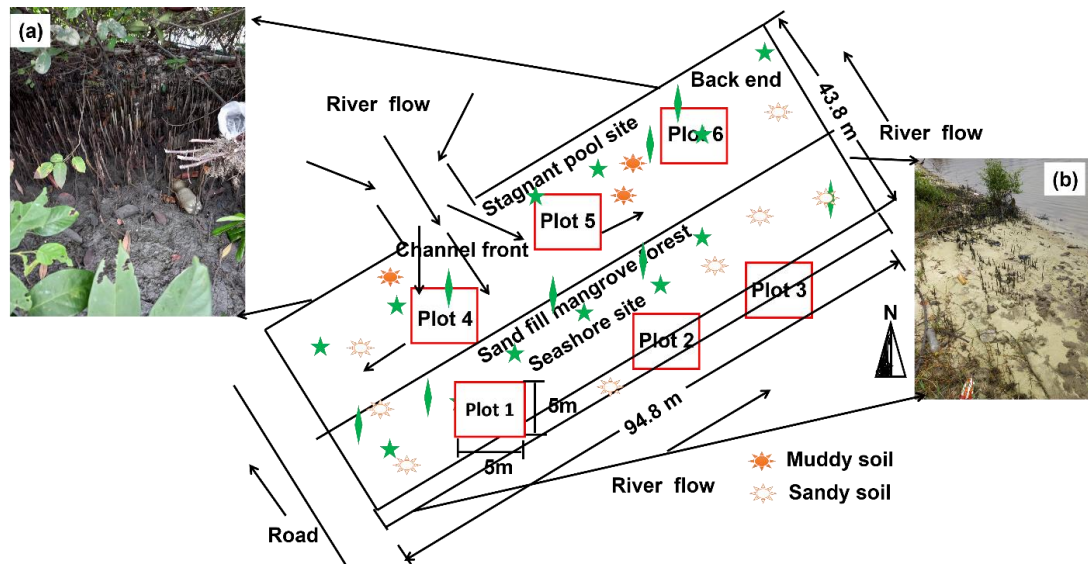 (a)
River flow
Back end
43.8 m
River flow
(b)
Stagnant pool site
Plot 6
Plot 5
Channel front
Sand fill mangrove forest
Seashore site
Plot 4
Plot 3
Plot 2
N
Plot 1
5m
5m
94.8 m
River flow
Road
Muddy soil
Sandy soil